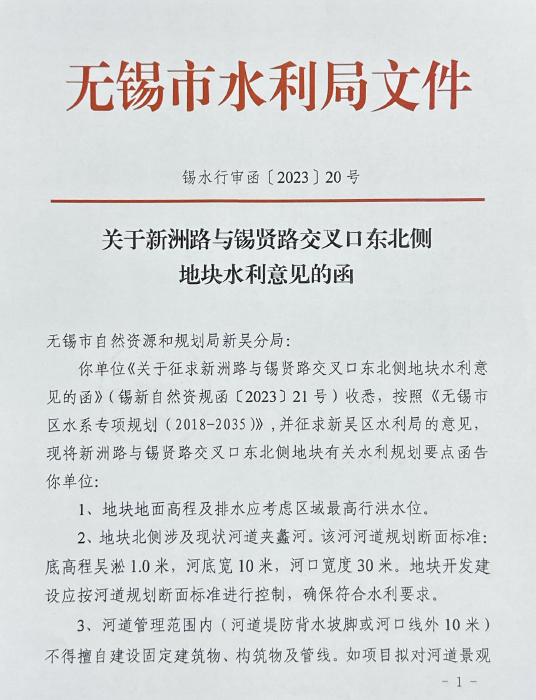 无锡市水利局文件
锡水行审函〔2023〕20号
关于新洲路与锡贤路交叉口东北侧
地块水利意见的函
无锡市自然资源和规划局新吴分局：
你单位《关于征求新洲路与锡贤路交叉口东北侧地块水利意
见的函》（锡新自然资规函〔2023〕21号）收悉，按照《无锡市
区水系专项规划（2018-2035)》,并征求新吴区水利局的意见，
现将新洲路与锡贤路交叉口东北侧地块有关水利规划要点函告
你单位：
1、地块地面高程及排水应考虑区域最高行洪水位。
2、地块北侧涉及现状河道夹蠡河。该河河道规划断面标准：
底高程吴淞1.0米，河底宽10米，河口宽度30米。地块开发建
设应按河道规划断面标准进行控制，确保符合水利要求。
3、河道管理范围内（河道堤防背水坡脚或河口线外10米）
不得擅自建设固定建筑物、构筑物及管线。如项目拟对河道景观
- 1 -